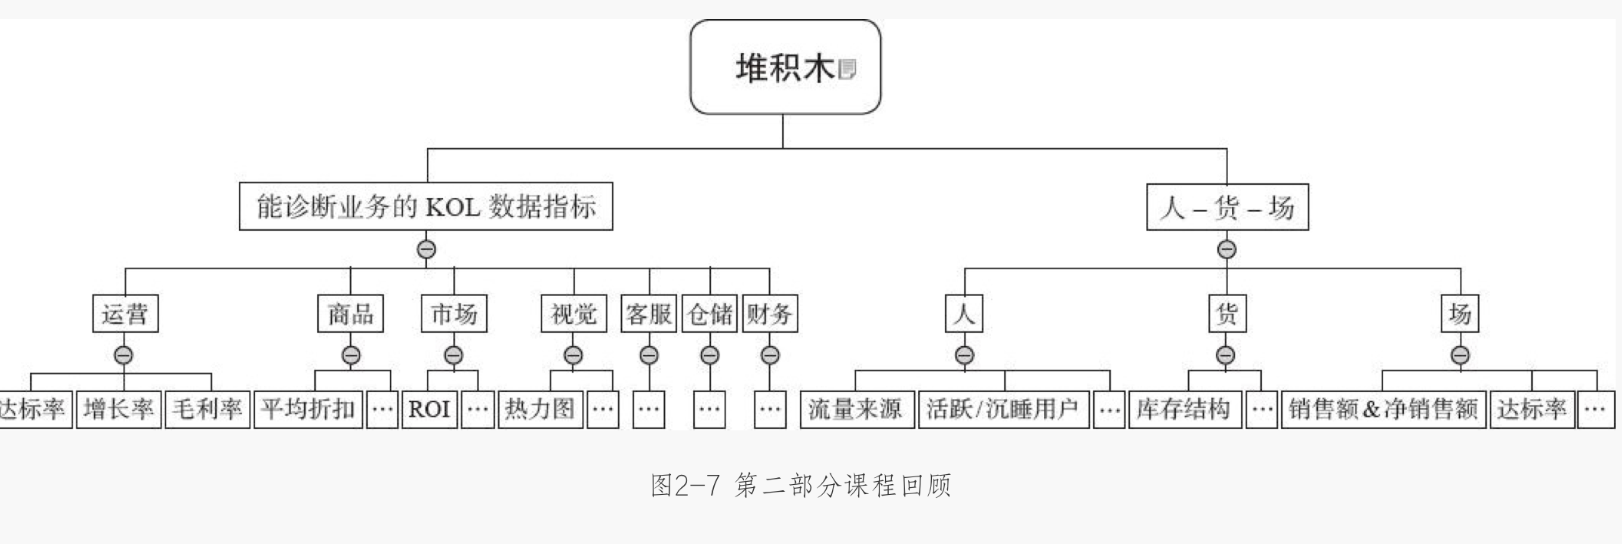 堆积木
能诊断业务的 KOL 数据指标
人-货-场
运营
商品
市场
视觉
客服
仓储
财务
人
货
场
达标率
增长率
毛利率
平均折扣
…
ROI
…
热力图
…
…
…
…
流量来源
活跃/沉睡用户
…
库存结构
…
销售额&净销售额
达标率
…
图2-7 第二部分课程回顾